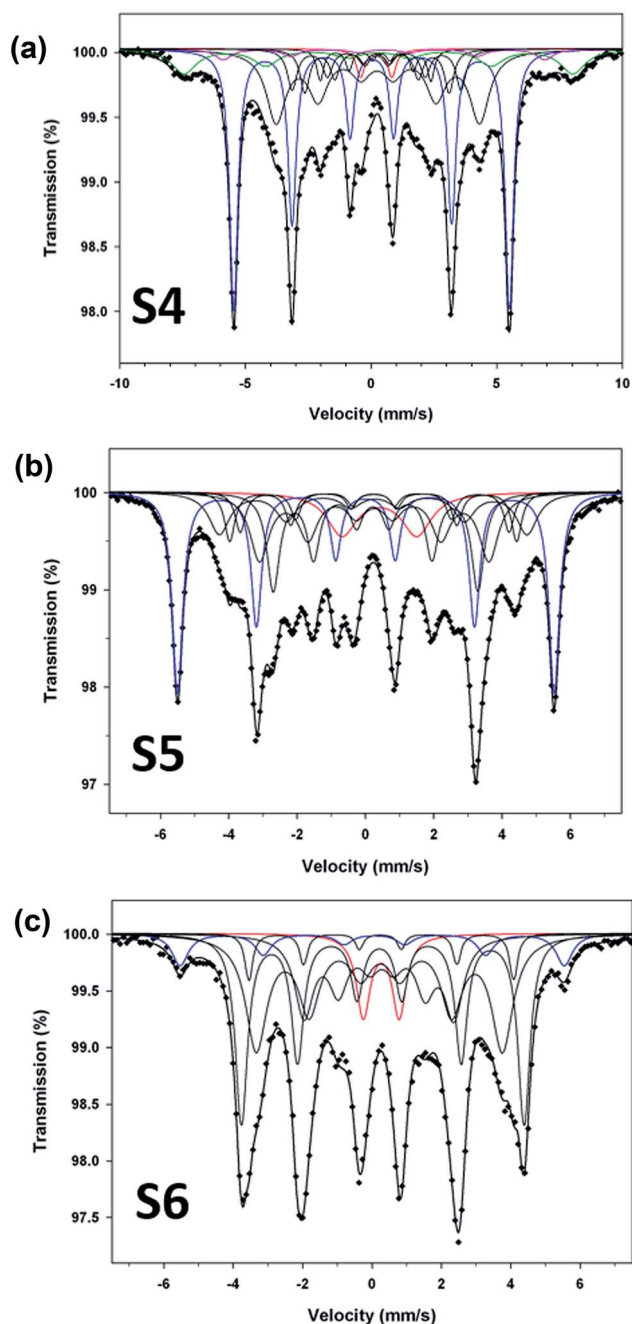 (a)
100.0
99.5
99.0
98.5
98.0
Transmission (%)
S4
-10 -5 0 5 10
Velocity (mm/s)
(b)
100
99
98
97
Transmission (%)
S5
-6 -4 -2 0 2 4 6
Velocity (mm/s)
(c)
100.0
99.5
99.0
98.5
98.0
97.5
Transmission (%)
S6
-6 -4 -2 0 2 4 6
Velocity (mm/s)